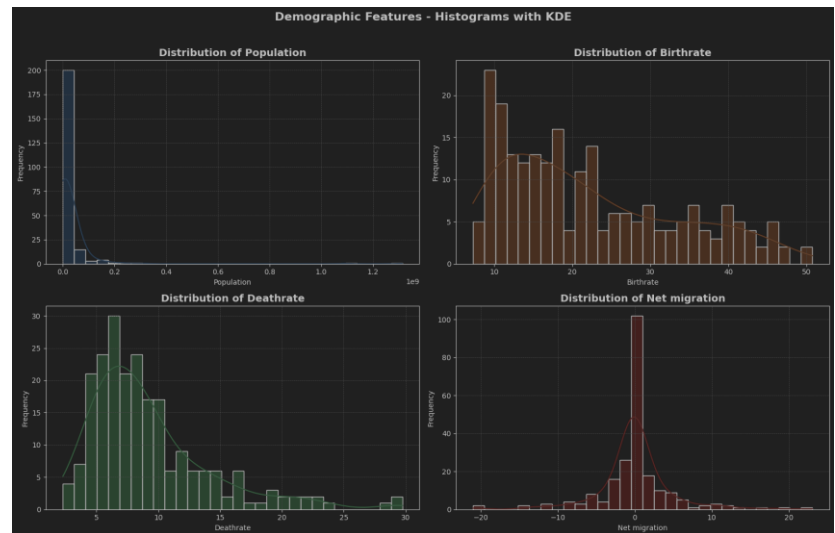 Demographic Features - Histograms with KDE
Distribution of Population
Frequency
200
175
150
125
100
75
50
25
0
0.0 0.2 0.4 0.6 0.8 1.0 1.2
1e9
Population
Distribution of Birthrate
Frequency
20
15
10
5
0
10 20 30 40 50
Birthrate
Distribution of Deathrate
Frequency
30
25
20
15
10
5
0
5 10 15 20 25 30
Deathrate
Distribution of Net migration
Frequency
100
80
60
40
20
0
-20 -10 0 10 20
Net migration